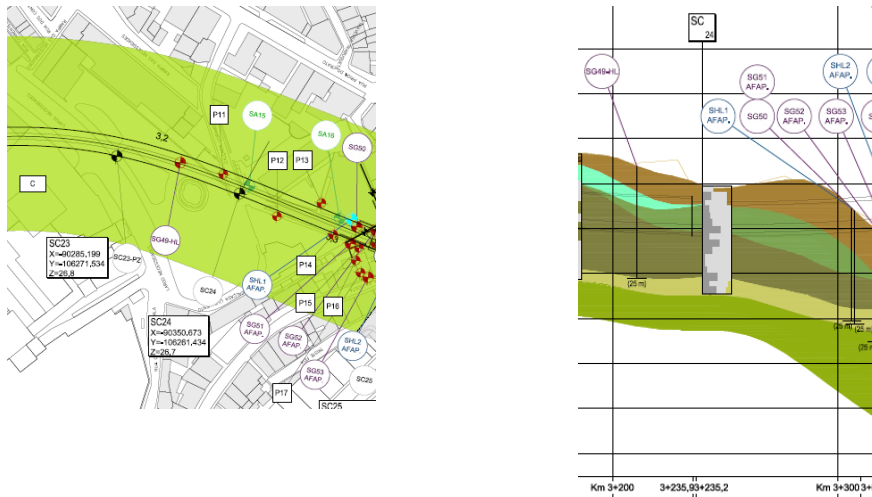 P11
SA15
SA16
3,2
SG50
P12
P13
C
SG49-HL
SC23
X=-90285,199
Y=-106271,534
Z=26,8
SC23-PZ
3,3
P14
SHL1
AFAP.
SC24
P15
P16
SC24
X=-90350,673
Y=-106261,434
Z=26,7
SG51
AFAP.
SG52
AFAP.
SHL2
AFAP.
SG53
AFAP.
SC25
P17
SC25
SC
24
SG49-HL
SHL2
AFAP.
SG51
AFAP.
SHL1
AFAP.
SG50
SG52
AFAP.
SG53
AFAP.
(25 m)
(25 m)
(25 m)
(25 m)
Km 3+200
3+235,93+235,2
Km 3+300